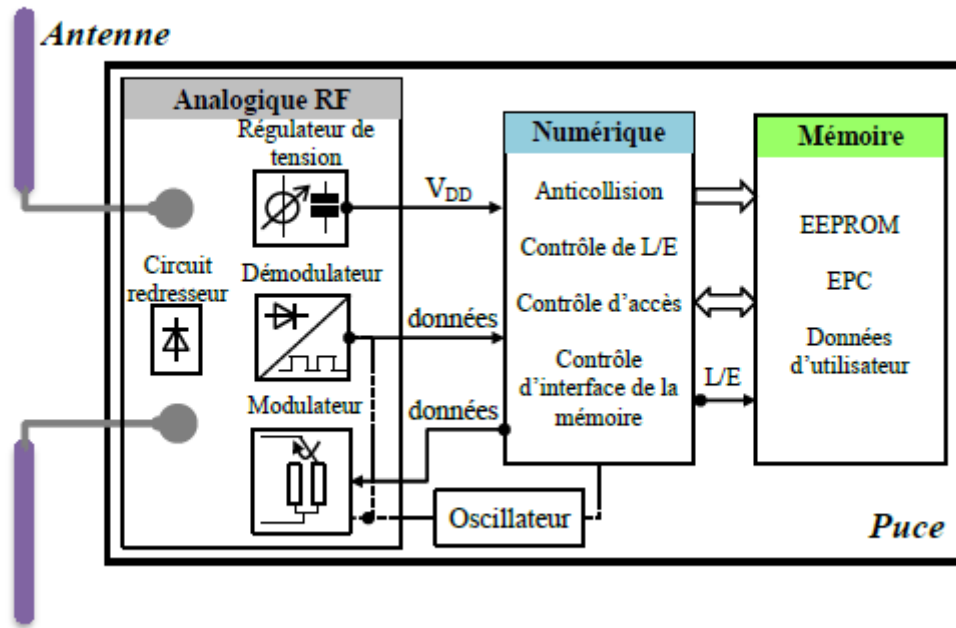 Antenne
Analogique RF
Régulateur de
tension
Circuit
redresseur
Démodulateur
Modulateur
V_DD
données
données
Oscillateur
Numérique
Anticollision
Contrôle de L/E
Contrôle d'accès
Contrôle
d'interface de la
mémoire
L/E
Mémoire
EEPROM
EPC
Données
d'utilisateur
Puce